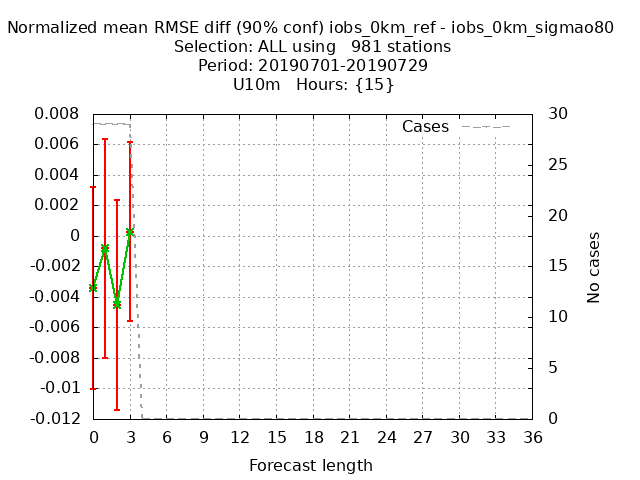 Normalized mean RMSE diff (90% conf) iobs_0km_ref - iobs_0km_sigmao80
Selection: ALL using   981 stations
Period: 20190701-20190729
U10m   Hours: {15}
Cases
0.008
0.006
0.004
0.002
0
-0.002
-0.004
-0.006
-0.008
-0.01
-0.012
30
25
20
15
10
5
0
No cases
0 3 6 9 12 15 18 21 24 27 30 33 36
Forecast length